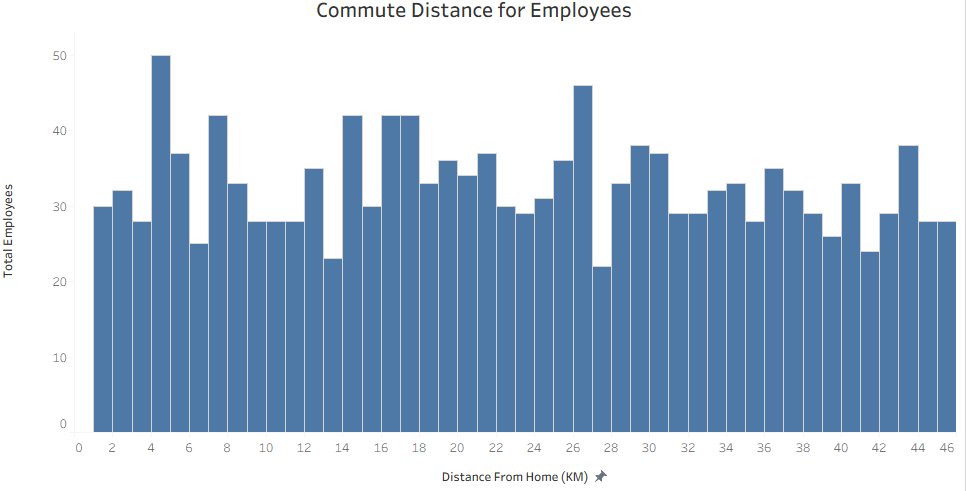 Commute Distance for Employees
Total Employees
50
40
30
20
10
0
0 2 4 6 8 10 12 14 16 18 20 22 24 26 28 30 32 34 36 38 40 42 44 46
Distance From Home (KM)